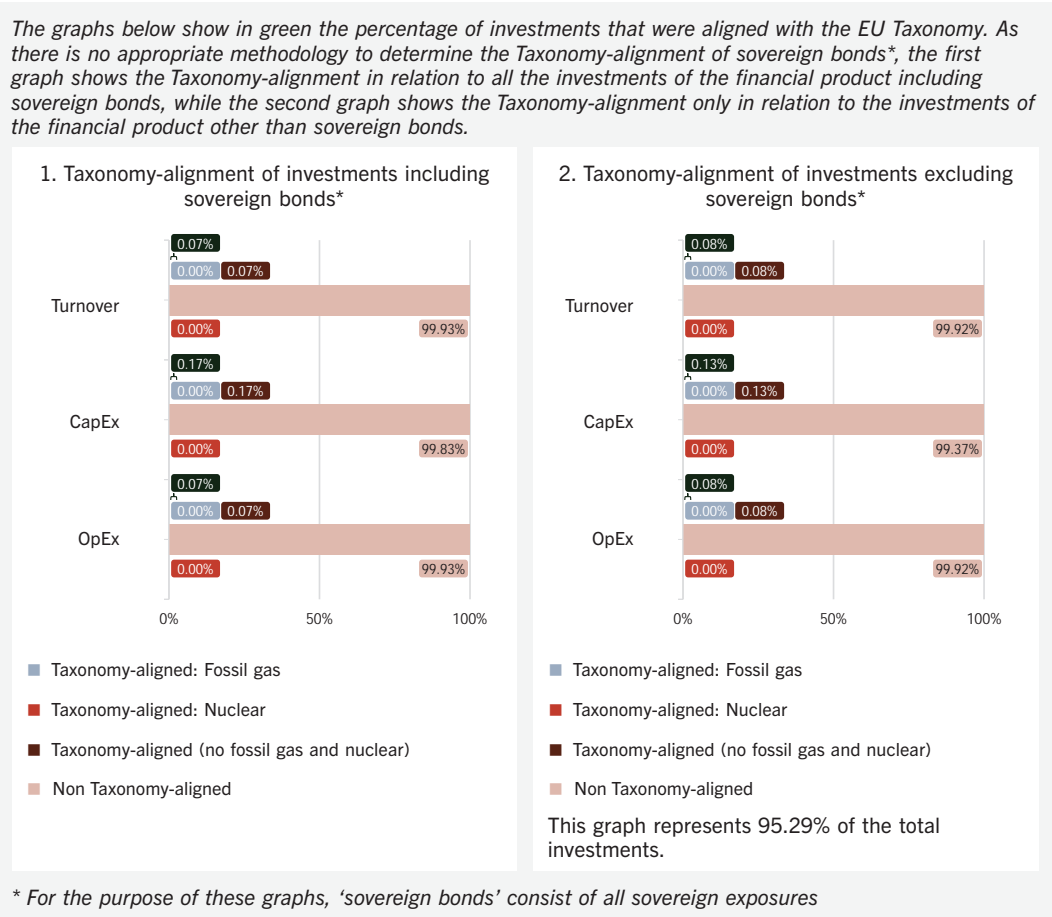 The graphs below show in green the percentage of investments that were aligned with the EU Taxonomy. As
there is no appropriate methodology to determine the Taxonomy-alignment of sovereign bonds*, the first
graph shows the Taxonomy-alignment in relation to all the investments of the financial product including
sovereign bonds, while the second graph shows the Taxonomy-alignment only in relation to the investments of
the financial product other than sovereign bonds.
1. Taxonomy-alignment of investments including
sovereign bonds*
0.07%
0.00% 0.07%
Turnover
0.00% 99.93%
0.17%
0.00% 0.17%
CapEx
0.00% 99.83%
0.07%
0.00% 0.07%
OpEx
0.00% 99.93%
0% 50% 100%
Taxonomy-aligned: Fossil gas
Taxonomy-aligned: Nuclear
Taxonomy-aligned (no fossil gas and nuclear)
Non Taxonomy-aligned
2. Taxonomy-alignment of investments excluding
sovereign bonds*
0.08%
0.00% 0.08%
Turnover
0.00% 99.92%
0.13%
0.00% 0.13%
CapEx
0.00% 99.37%
0.08%
0.00% 0.08%
OpEx
0.00% 99.92%
0% 50% 100%
Taxonomy-aligned: Fossil gas
Taxonomy-aligned: Nuclear
Taxonomy-aligned (no fossil gas and nuclear)
Non Taxonomy-aligned
This graph represents 95.29% of the total
investments.
* For the purpose of these graphs, ‘sovereign bonds’ consist of all sovereign exposures